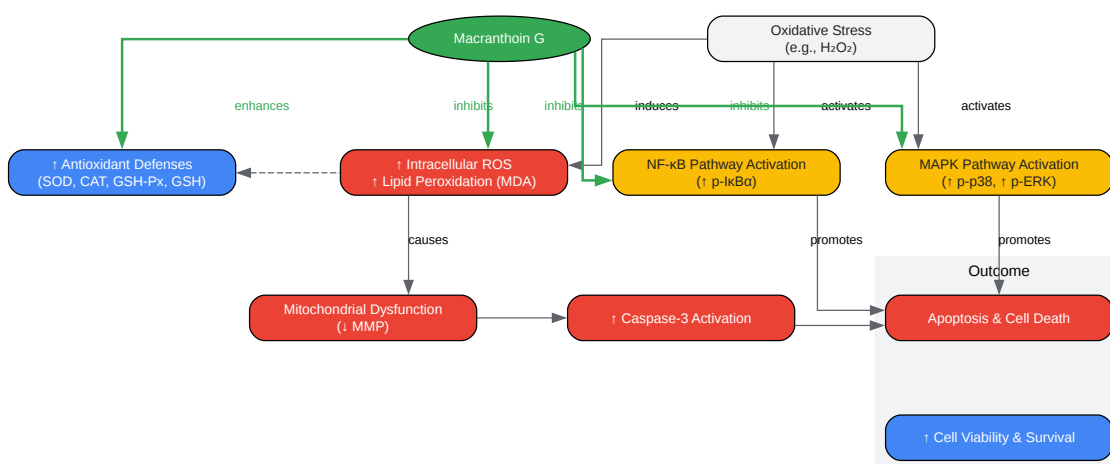 Macranthoin G
Oxidative Stress
(e.g., H₂O₂)
enhances
inhibits
inhibits
induces
inhibits
activates
activates
↑ Antioxidant Defenses
(SOD, CAT, GSH-Px, GSH)
↑ Intracellular ROS
↑ Lipid Peroxidation (MDA)
NF-κB Pathway Activation
(↑ p-IκBα)
MAPK Pathway Activation
(↑ p-p38, ↑ p-ERK)
causes
promotes
promotes
Outcome
Mitochondrial Dysfunction
(↓ MMP)
↑ Caspase-3 Activation
Apoptosis & Cell Death
↑ Cell Viability & Survival